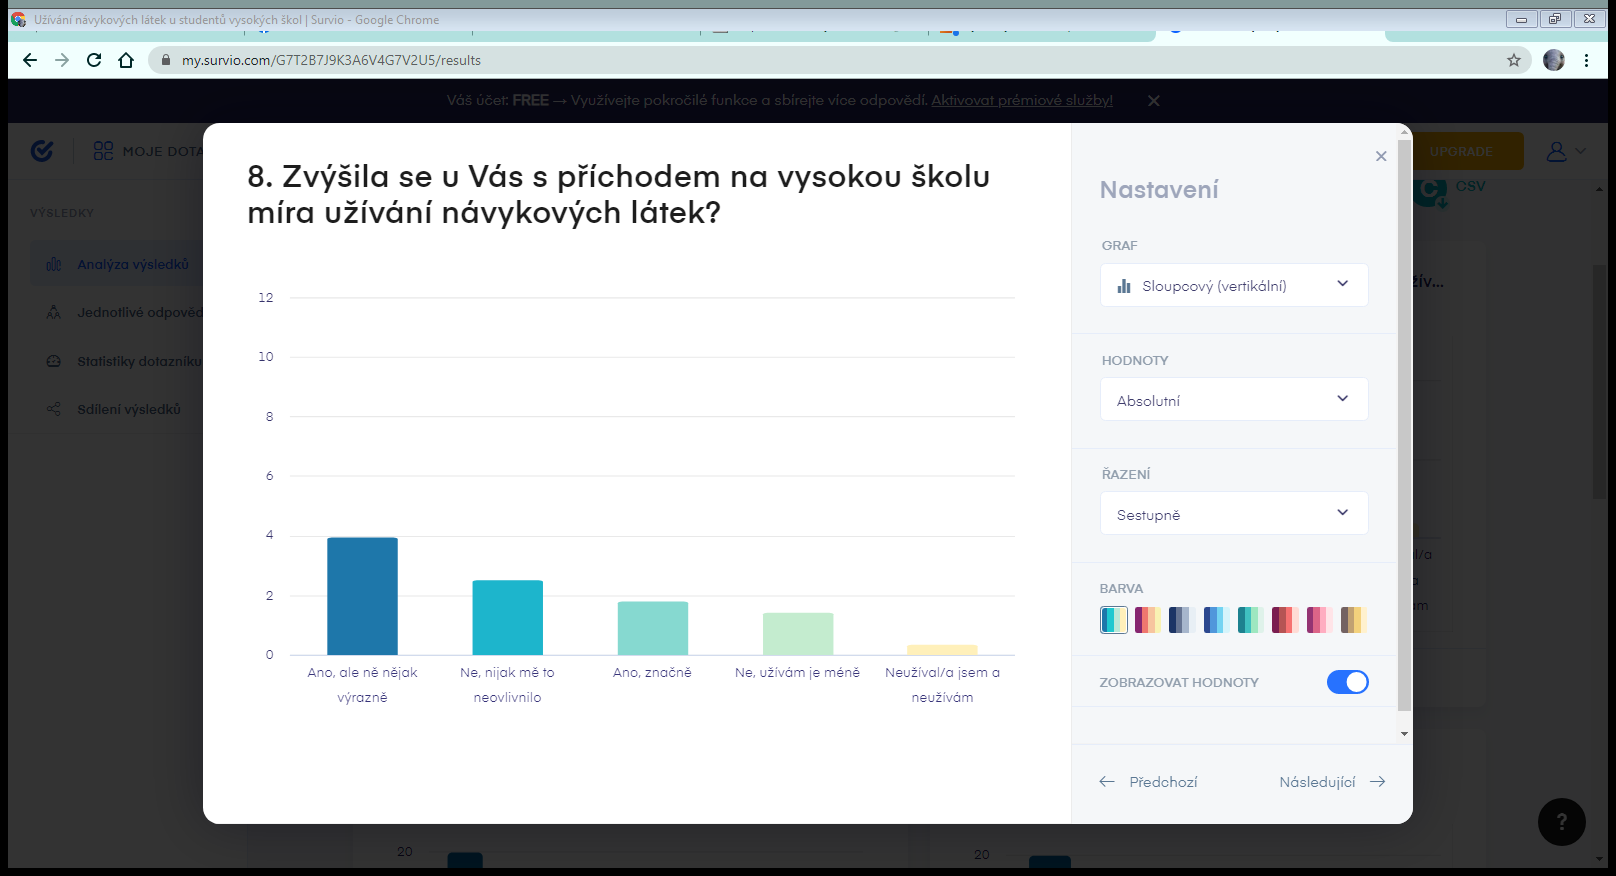 Užívání návykových látek u studentů vysokých škol | Survio - Google Chrome
my.survio.com/G7T2B7J9K3A6V4G7V2U5/results
Váš účet: FREE → Využívejte pokročilé funkce a sbírejte více odpovědí. Aktivovat prémiové služby!
MOJE DOTA
UPGRADE
CSV
VÝSLEDKY
Analýza výsledků
Jednotlivé odpověd
Statistiky dotazníku
Sdílení výsledků
8. Zvýšila se u Vás s příchodem na vysokou školu
míra užívání návykových látek?
12
10
8
6
4
2
0
Ano, ale ně nějak
výrazně
Ne, nijak mě to
neovlivnilo
Ano, značně
Ne, užívám je méně
Neužíval/a jsem a
neužívám
Nastavení
GRAF
Sloupcový (vertikální)
HODNOTY
Absolutní
ŘAZENÍ
Sestupně
BARVA
ZOBRAZOVAT HODNOTY
← Předchozí
Následující →
?
20
20